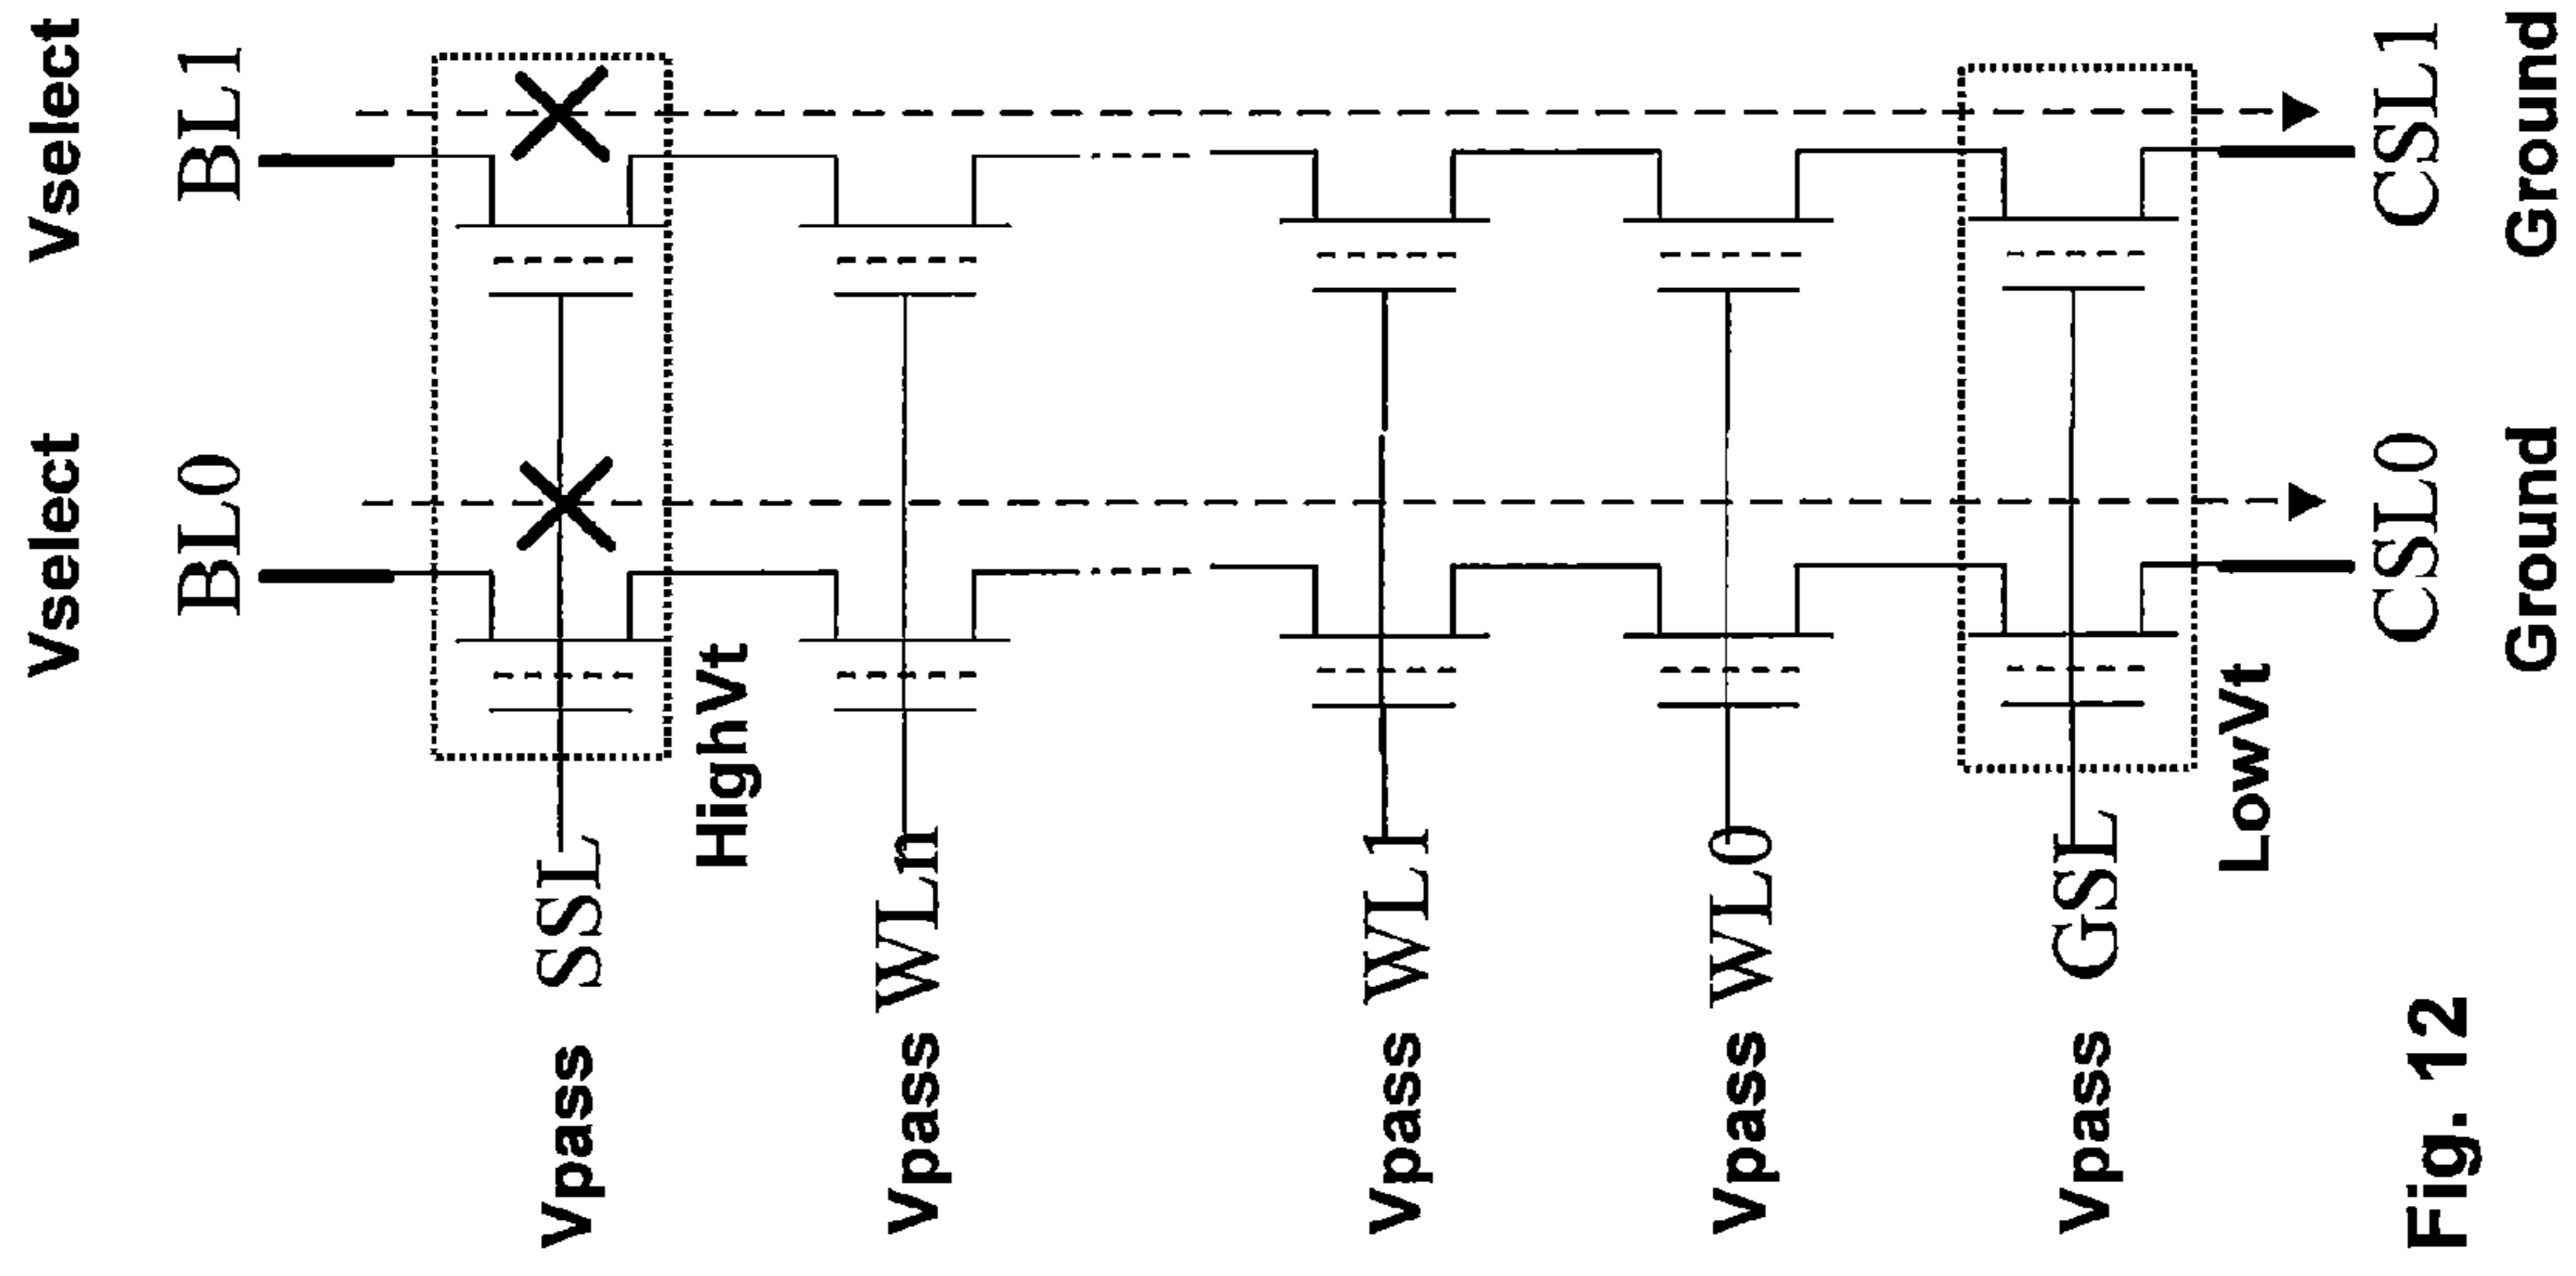 Vselect Vselect
BL0 BL1
Vpass SSL
HighVt
Vpass WLn
Vpass WL1
Vpass WL0
Vpass GSL
LowVt
CSL0 CSL1
Ground Ground
Fig. 12